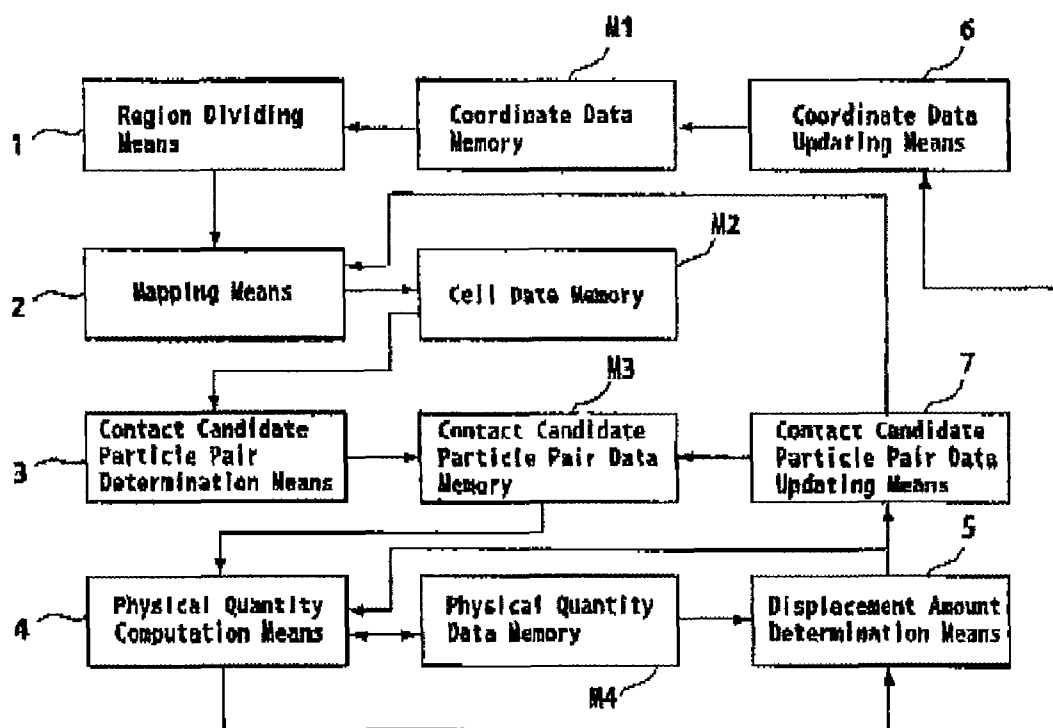 M1
6
1
Region Dividing
Means
Coordinate Data
Memory
Coordinate Data
Updating Means
M2
2
Mapping Means
Cell Date Memory
M3
7
3
Contact Candidate
Particle Pair
Determination Means
Contact Candidate
Particle Pair Data
Memory
Contact Candidate
Particle Pair Data
Updating Means
5
4
Physical Quantity
Computation Means
Physical Quantity
Data Memory
Displacement Amount
Determination Means
M4